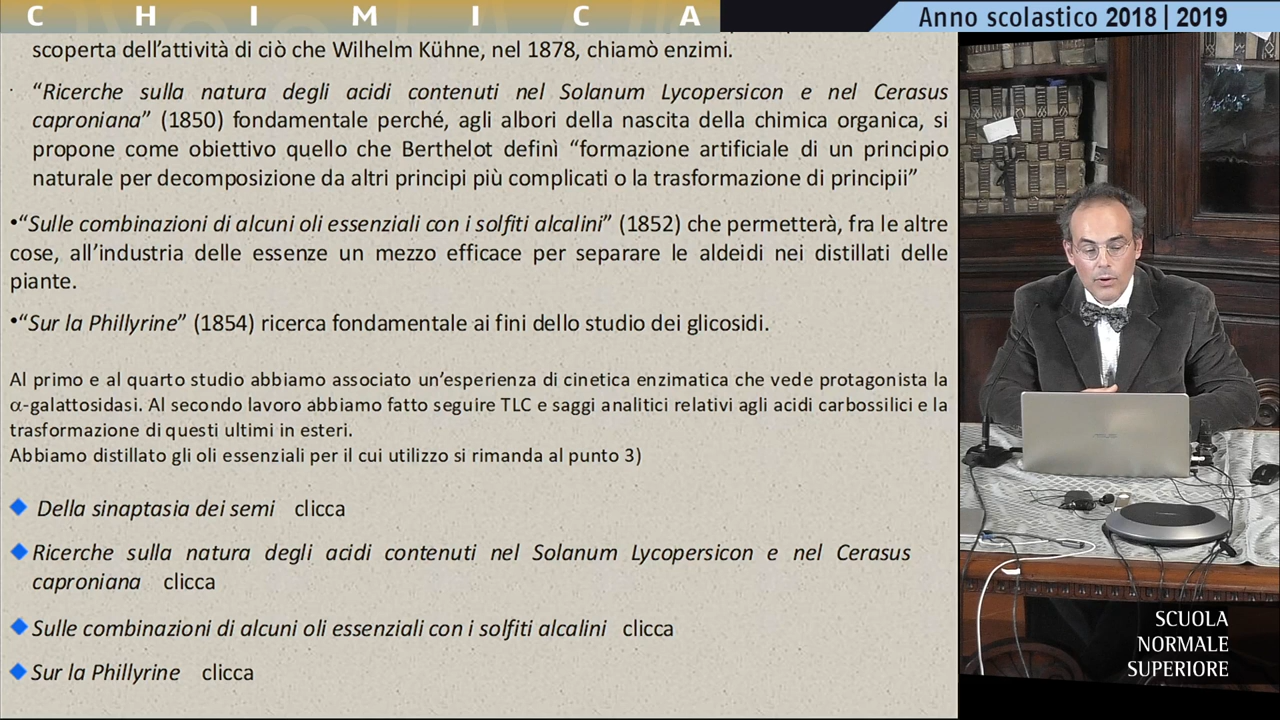 C H I M I C A
Anno scolastico 2018 | 2019
scoperta dell’attività di ciò che Wilhelm Kühne, nel 1878, chiamò enzimi.
“Ricerche sulla natura degli acidi contenuti nel Solanum Lycopersicon e nel Cerasus
caproniana” (1850) fondamentale perché, agli albori della nascita della chimica organica, si
propone come obiettivo quello che Berthelot definì “formazione artificiale di un principio
naturale per decomposizione da altri principi più complicati o la trasformazione di principii”
•“Sulle combinazioni di alcuni oli essenziali con i solfiti alcalini” (1852) che permetterà, fra le altre
cose, all’industria delle essenze un mezzo efficace per separare le aldeidi nei distillati delle
piante.
•“Sur la Phillyrine” (1854) ricerca fondamentale ai fini dello studio dei glicosidi.
Al primo e al quarto studio abbiamo associato un’esperienza di cinetica enzimatica che vede protagonista la
α-galattosidasi. Al secondo lavoro abbiamo fatto seguire TLC e saggi analitici relativi agli acidi carbossilici e la
trasformazione di questi ultimi in esteri.
Abbiamo distillato gli oli essenziali per il cui utilizzo si rimanda al punto 3)
Della sinaptasia dei semi clicca
Ricerche sulla natura degli acidi contenuti nel Solanum Lycopersicon e nel Cerasus
caproniana clicca
Sulle combinazioni di alcuni oli essenziali con i solfiti alcalini clicca
Sur la Phillyrine clicca
SCUOLA
NORMALE
SUPERIORE